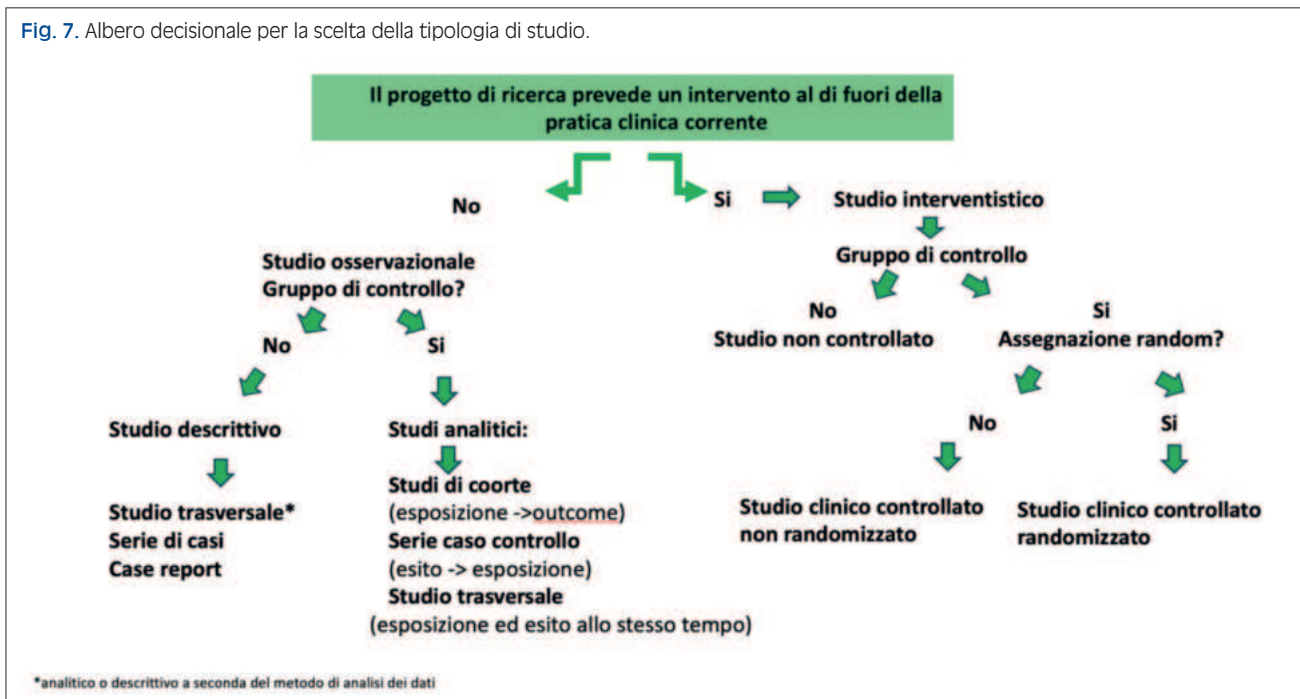 Fig. 7. Albero decisionale per la scelta della tipologia di studio.
Il progetto di ricerca prevede un intervento al di fuori della
pratica clinica corrente
No
Studio osservazionale
Gruppo di controllo?
No
Studio descrittivo
Studio trasversale*
Serie di casi
Case report
Si
Studi analitici:
Studi di coorte
(esposizione ->outcome)
Serie caso controllo
(esito -> esposizione)
Studio trasversale
(esposizione ed esito allo stesso tempo)
Si
Studio interventistico
Gruppo di controllo
No
Studio non controllato
Si
Assegnazione random?
No
Studio clinico controllato
non randomizzato
Si
Studio clinico controllato
randomizzato
*analitico o descrittivo a seconda del metodo di analisi dei dati